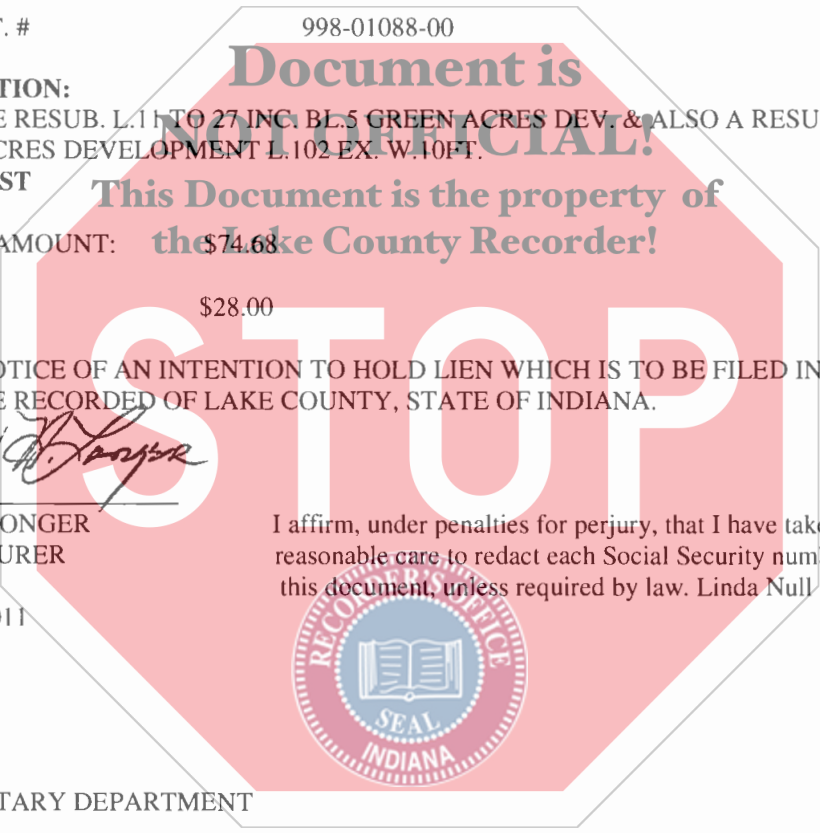 T. # 998-01088-00
Document is
TION:
E RESUB. L.11 TO 27 INC. BL.5 GREEN ACRES DEV. & ALSO A RESU
NOT OFFICIAL!
CRES DEVELOPMENT L.102 EX. W.10FT.
ST
This Document is the property of
AMOUNT: $74.68
the Lake County Recorder!
$28.00
STOP
OTICE OF AN INTENTION TO HOLD LIEN WHICH IS TO BE FILED IN
E RECORDED OF LAKE COUNTY, STATE OF INDIANA.
ONGER
URER
I affirm, under penalties for perjury, that I have take
reasonable care to redact each Social Security num
this document, unless required by law. Linda Null
011
RECORDER'S OFFICE
SEAL
INDIANA
TARY DEPARTMENT